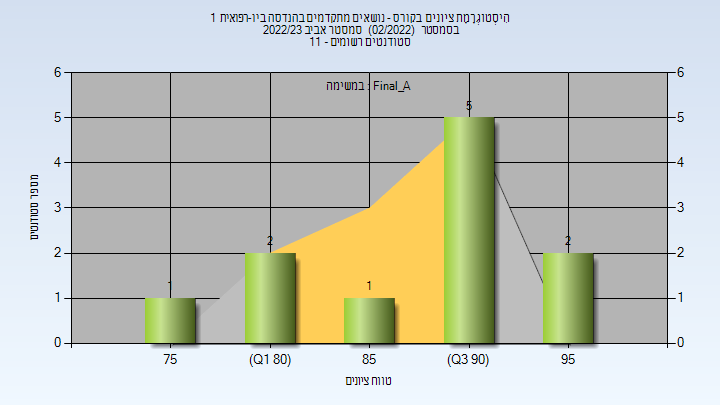 הִיסְטוֹגְרָמַת ציונים בקורס - נושאים מתקדמים בהנדסה ביו-רפואית 1
בסמסטר (02/2022) סמסטר אביב 2022/23
סטודנטים רשומים - 11
במשימה : Final_A
6 6
5 5
5
4 4
3 3
2 2
2 2
1 1
1 1
0 0
75 (Q1 80) 85 (Q3 90) 95
מספר סטודנטים
טווח ציונים